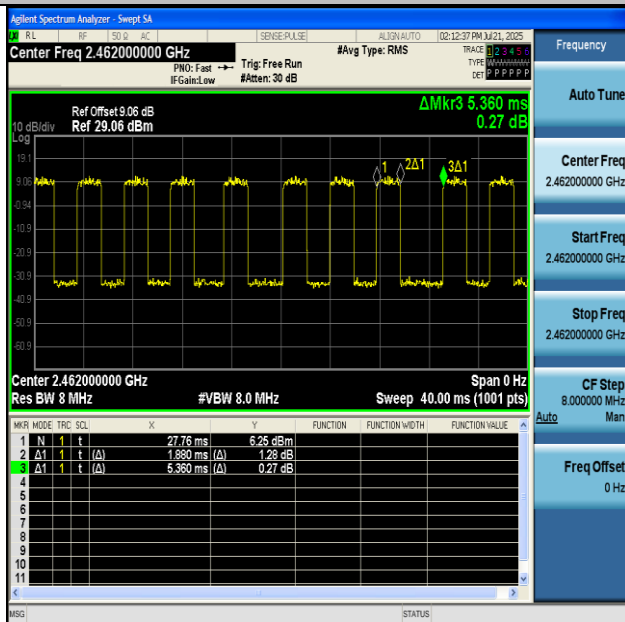 Agilent Spectrum Analyzer - Swept SA
RL RF 50 Ω AC SENSE:PULSE ALIGN AUTO 02:12:37 PM Jul 21, 2025
Center Freq 2.462000000 GHz #Avg Type: RMS TRACE 1 2 3 4 5 6
PNO: Fast Trig: Free Run TYPE
IFGain:Low #Atten: 30 dB DET P P P P P P
Frequency
Auto Tune
Center Freq
2.462000000 GHz
Start Freq
2.462000000 GHz
Stop Freq
2.462000000 GHz
CF Step
8.000000 MHz
Auto Man
Freq Offset
0 Hz
ΔMkr3 5.360 ms
0.27 dB
Ref Offset 9.06 dB
10 dB/div Ref 29.06 dBm
Log
19.1
9.06
-0.94
-10.9
-20.9
-30.9
-40.9
-50.9
-60.9
1 2Δ1 3Δ1
Center 2.462000000 GHz Span 0 Hz
Res BW 8 MHz #VBW 8.0 MHz Sweep 40.00 ms (1001 pts)
MKR MODE TRC SCL X Y FUNCTION FUNCTION WIDTH FUNCTION VALUE
1 N 1 t 27.76 ms 6.25 dBm
2 Δ1 1 t (Δ) 1.880 ms (Δ) 1.28 dB
3 Δ1 1 t (Δ) 5.360 ms (Δ) 0.27 dB
4
5
6
7
8
9
10
11
MSG STATUS